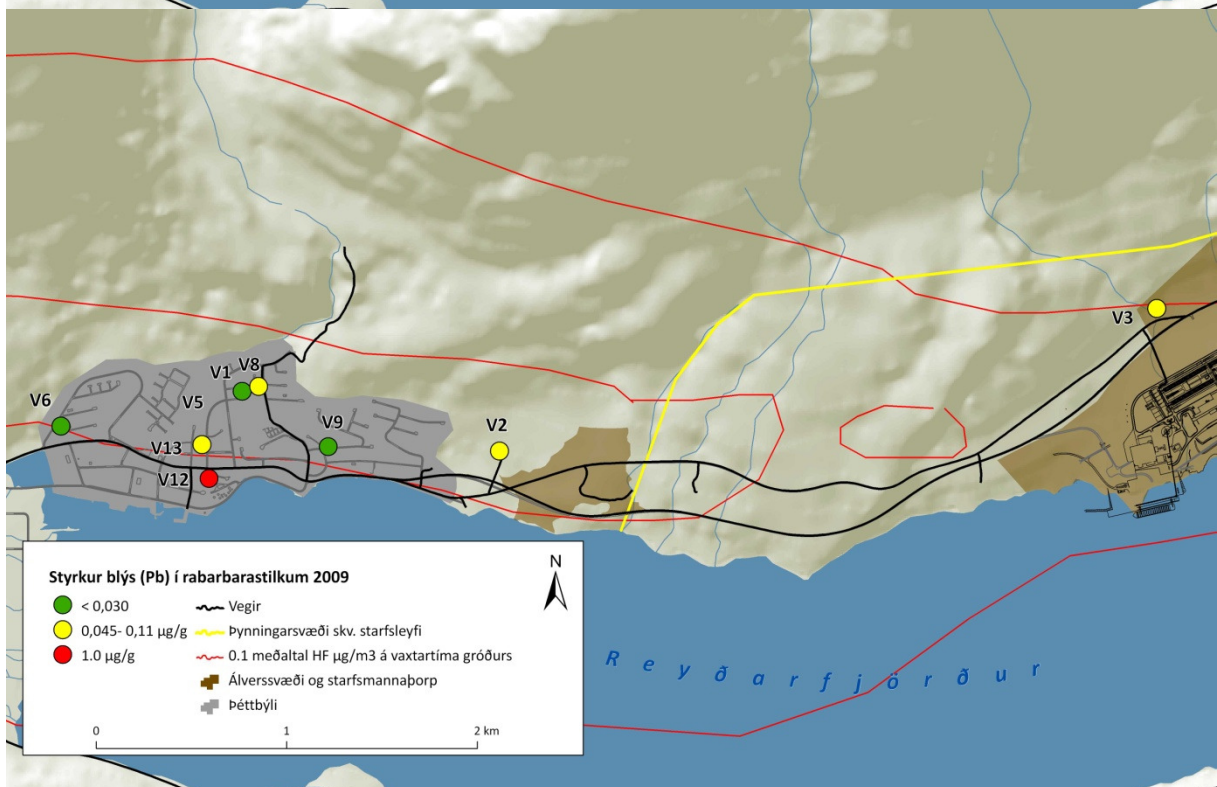 V3
V1
V8
V6
V5
V9
V2
V13
V12
Styrkur blýs (Pb) í rabarbarastilkum 2009
N
< 0,030
Vegir
0,045- 0,11 µg/g
Þynningarsvæði skv. starfsleyfi
1.0 µg/g
0.1 meðaltal HF µg/m3 á vaxtartíma gróðurs
Álverssvæði og starfsmannaþorp
Þéttbýli
0 1 2 km
Reyðarfjörður